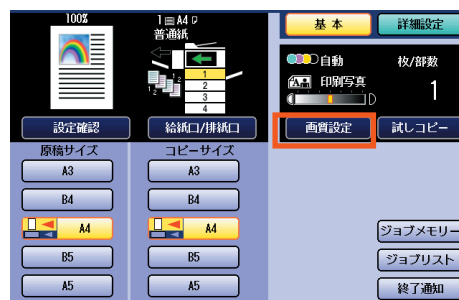 100% 1 A4
普通紙
1
2
3
4
1 2
1 2
設定確認 給紙口/排紙口
基本 詳細設定
自動 枚/部数
印刷写真 1
画質設定 試しコピー
原稿サイズ コピーサイズ
A3 A3
B4 B4
A4 A4
B5 B5
A5 A5
ジョブメモリー
ジョブリスト
終了通知